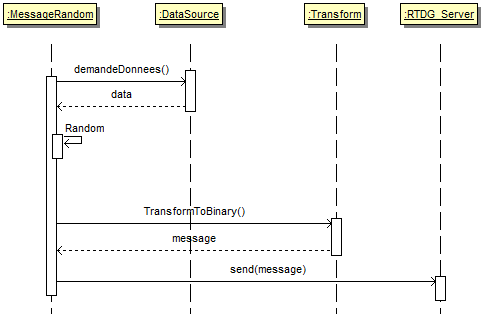 :MessageRandom :DataSource :Transform :RTDG_Server
demandeDonnees()
data
Random
TransformToBinary()
message
send(message)